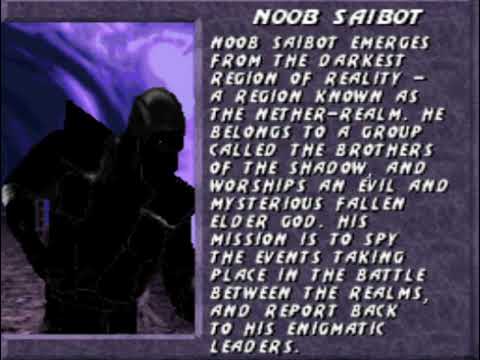 NOOB SAIBOT
NOOB SAIBOT EMERGES
FROM THE DARKEST
REGION OF REALITY –
A REGION KNOWN AS
THE NETHER-REALM. HE
BELONGS TO A GROUP
CALLED THE BROTHERS
OF THE SHADOW, AND
WORSHIPS AN EVIL AND
MYSTERIOUS FALLEN
ELDER GOD. HIS
MISSION IS TO SPY
THE EVENTS TAKING
PLACE IN THE BATTLE
BETWEEN THE REALMS,
AND REPORT BACK
TO HIS ENIGMATIC
LEADERS.